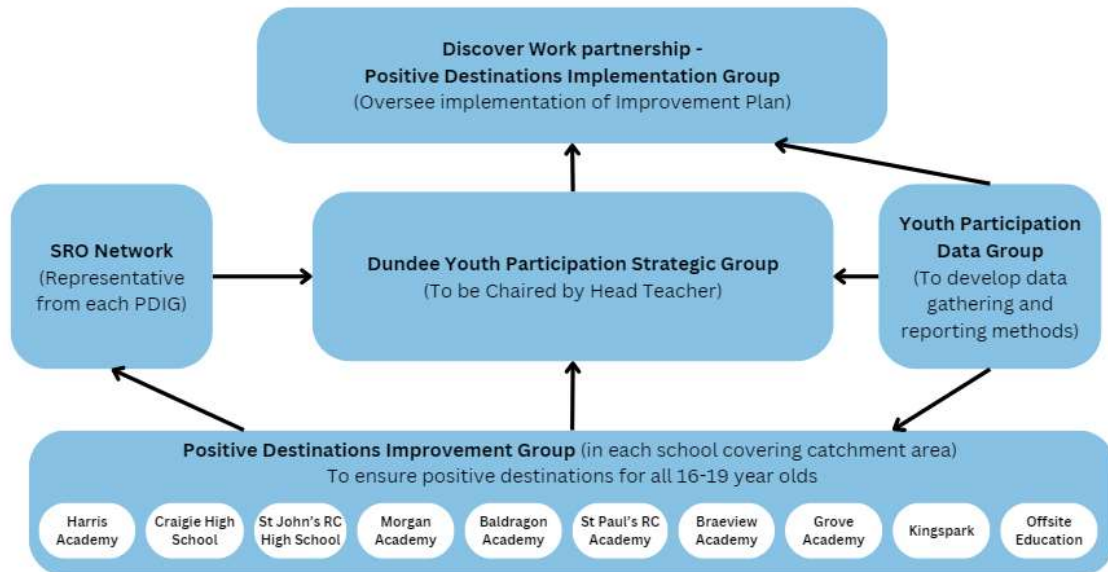 Discover Work partnership -
Positive Destinations Implementation Group
(Oversee implementation of Improvement Plan)
SRO Network
(Representative
from each PDIG)
Dundee Youth Participation Strategic Group
(To be Chaired by Head Teacher)
Youth Participation
Data Group
(To develop data
gathering and
reporting methods)
Positive Destinations Improvement Group (in each school covering catchment area)
To ensure positive destinations for all 16-19 year olds
Harris
Academy
Craigie High
School
St John's RC
High School
Morgan
Academy
Baldragon
Academy
St Paul's RC
Academy
Braeview
Academy
Grove
Academy
Kingspark
Offsite
Education